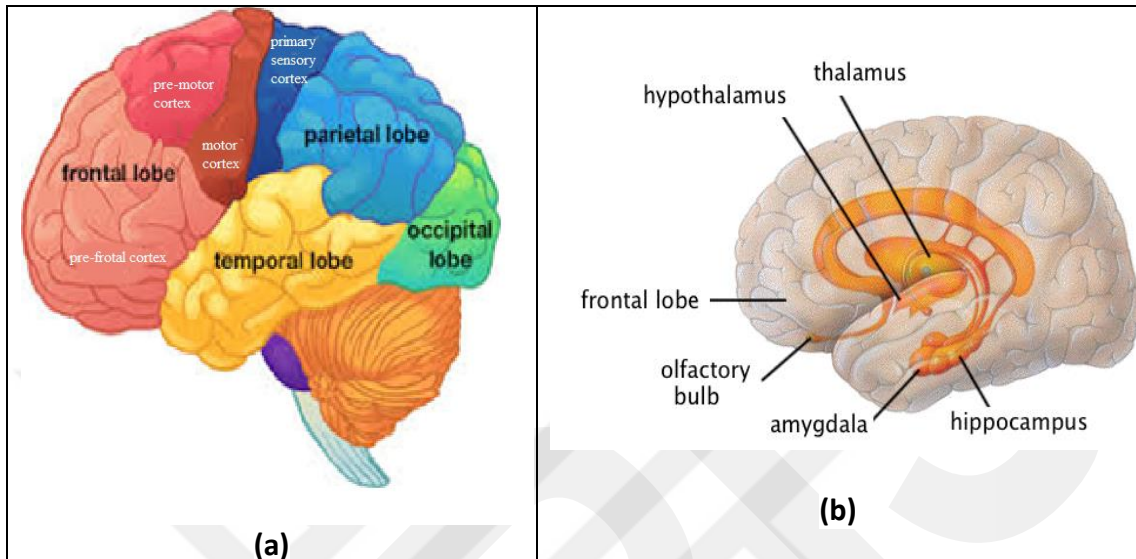 primary
sensory
cortex
pre-motor
cortex
motor
cortex
parietal lobe
frontal lobe
pre-frotal cortex
temporal lobe
occipital
lobe
(a)
thalamus
hypothalamus
frontal lobe
olfactory
bulb
amygdala
hippocampus
(b)